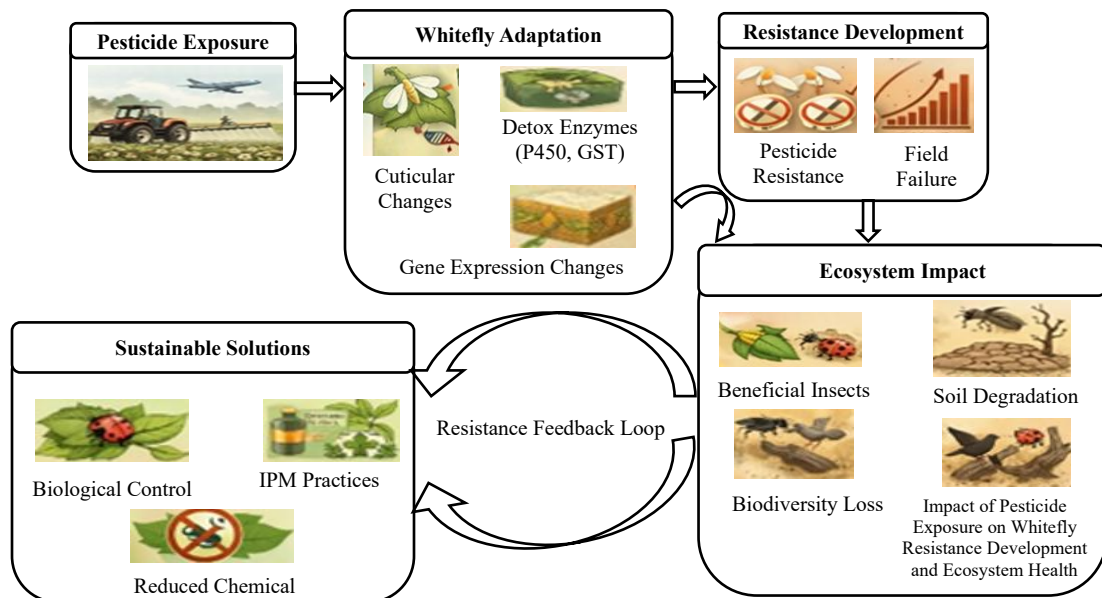 Pesticide Exposure
Whitefly Adaptation
Cuticular
Changes
Detox Enzymes
(P450, GST)
Gene Expression Changes
Resistance Development
Pesticide
Resistance
Field
Failure
Ecosystem Impact
Beneficial Insects
Soil Degradation
Biodiversity Loss
Impact of Pesticide
Exposure on Whitefly
Resistance Development
and Ecosystem Health
Resistance Feedback Loop
Sustainable Solutions
Biological Control
IPM Practices
Reduced Chemical